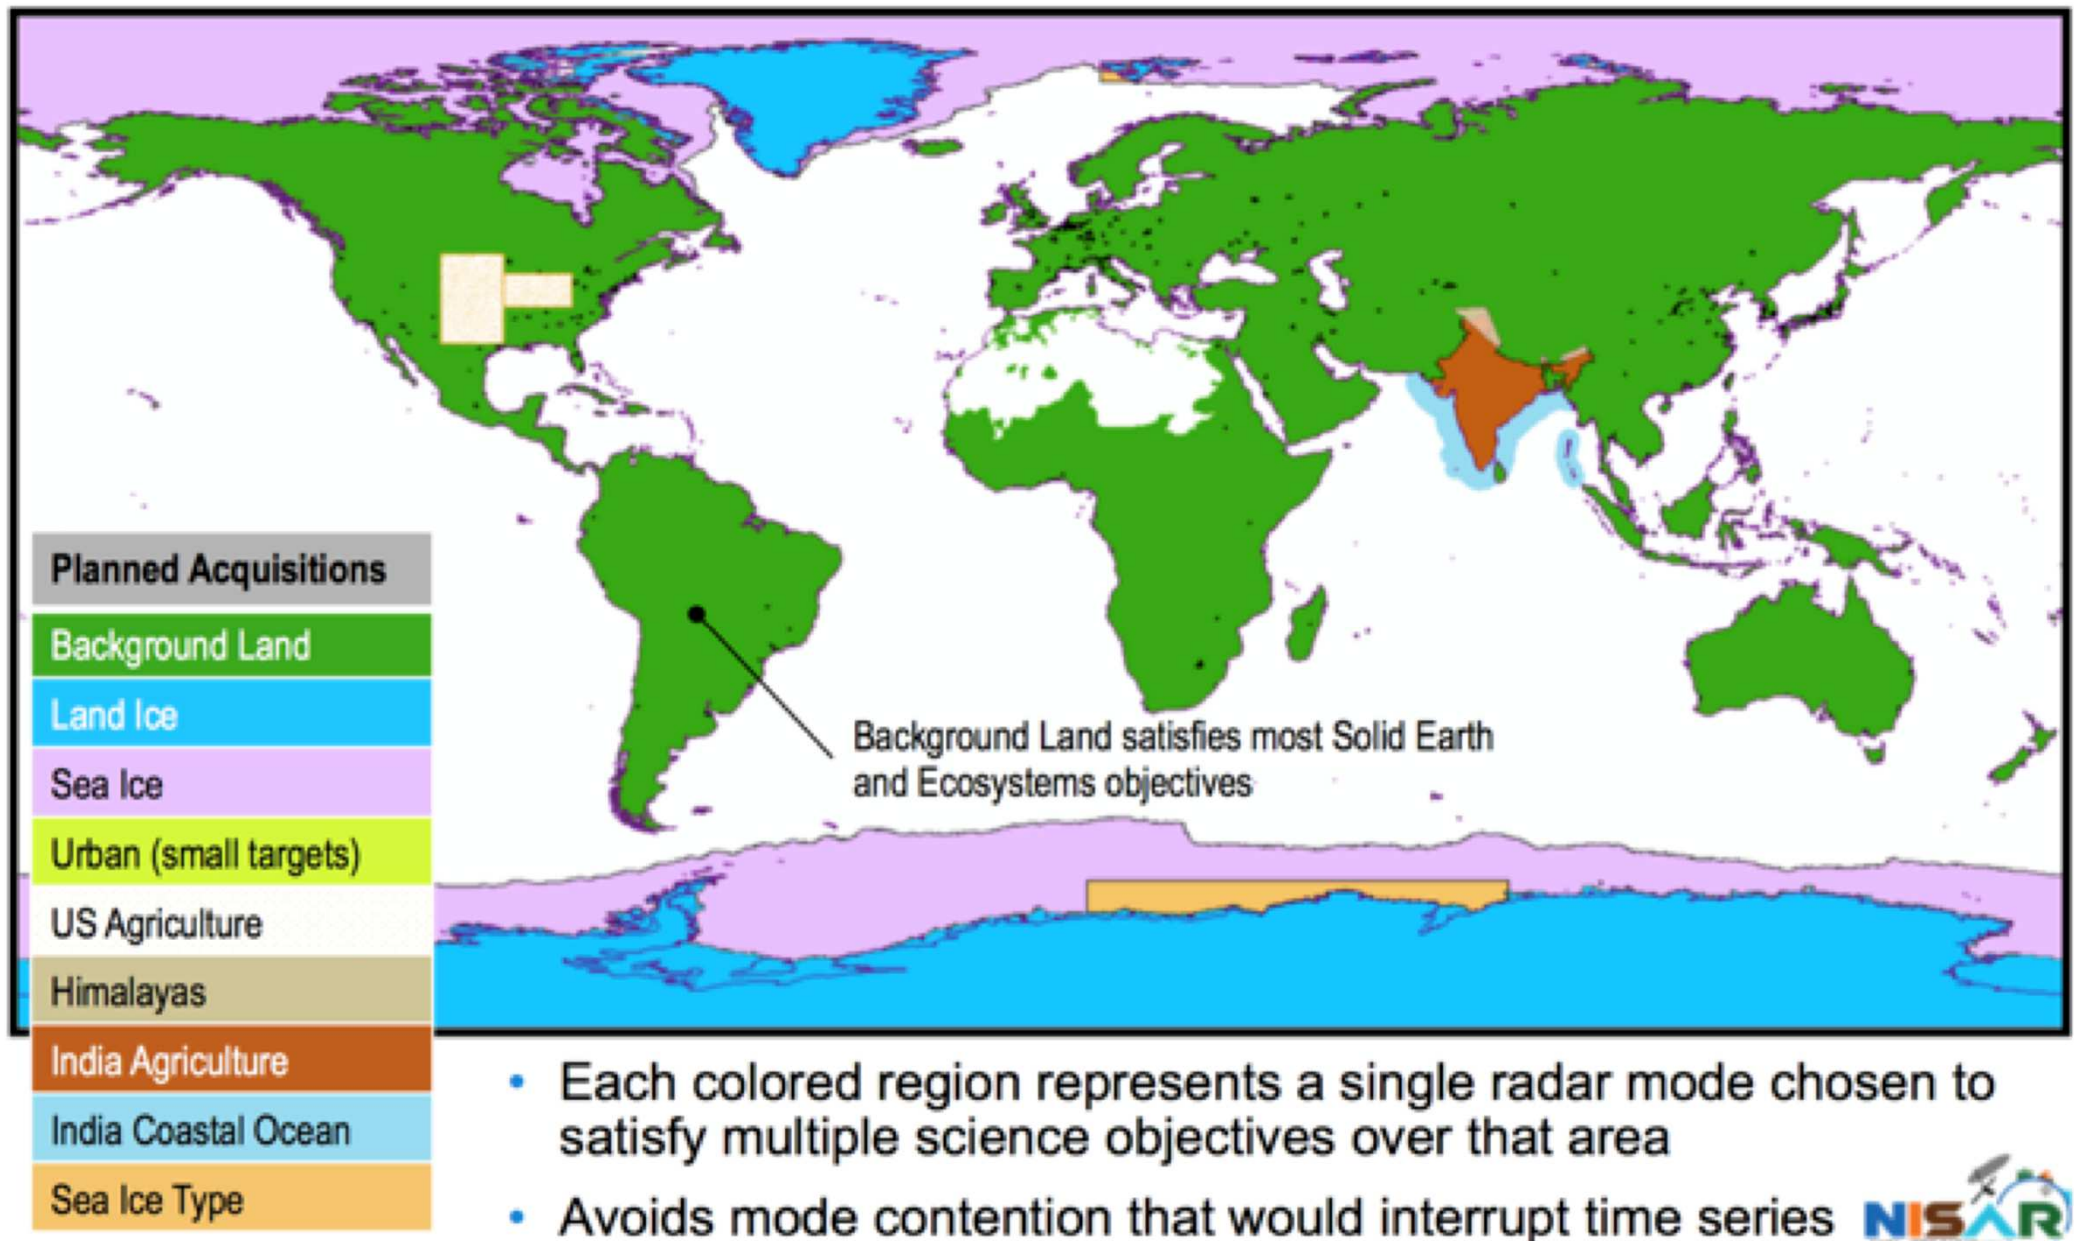 Planned Acquisitions
Background Land
Land Ice
Sea Ice
Urban (small targets)
US Agriculture
Himalayas
India Agriculture
India Coastal Ocean
Sea Ice Type
Background Land satisfies most Solid Earth
and Ecosystems objectives
• Each colored region represents a single radar mode chosen to
satisfy multiple science objectives over that area
• Avoids mode contention that would interrupt time series
NISAR